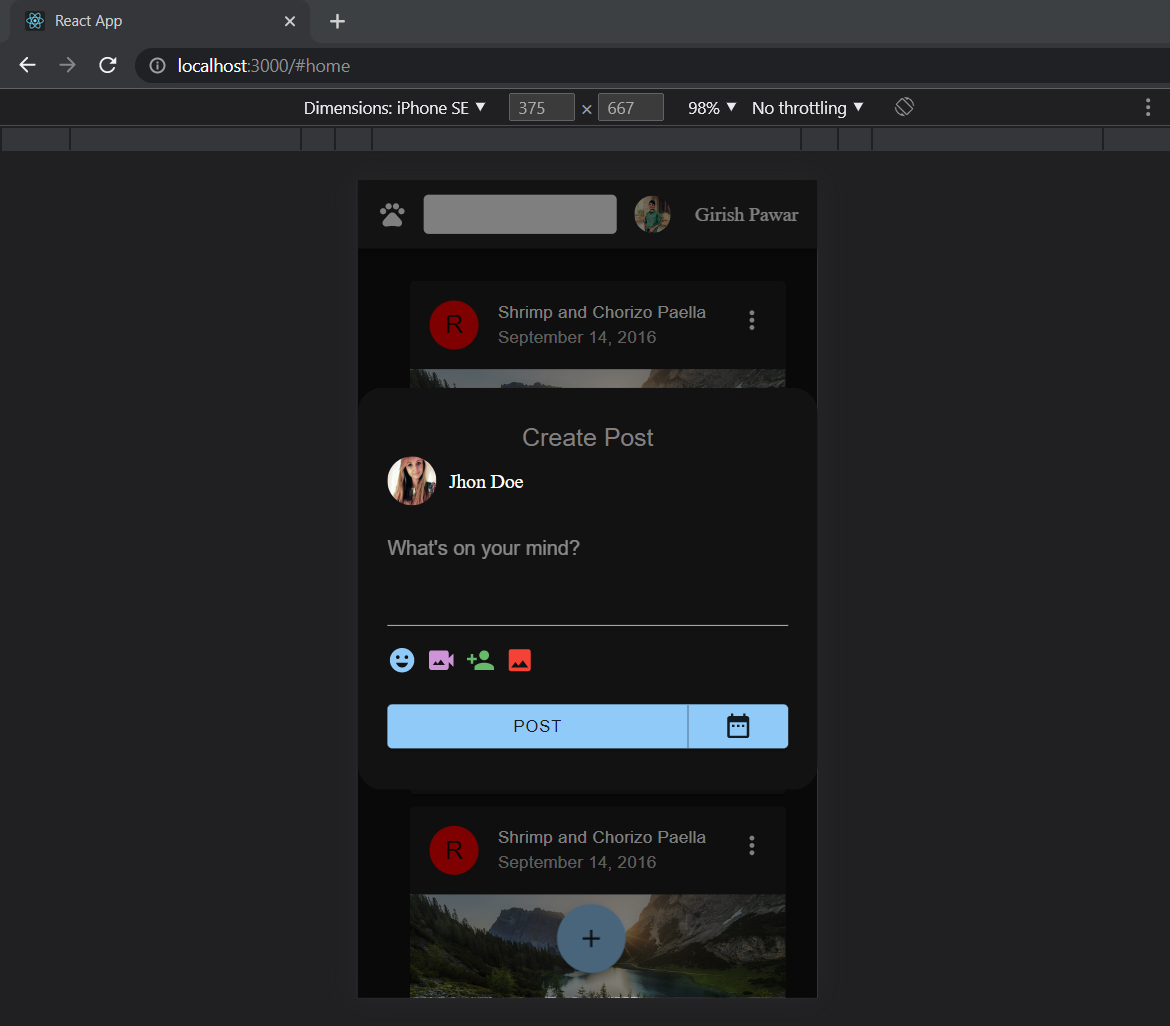 React App
localhost:3000/#home
Dimensions: iPhone SE ▼ 375 × 667 98% ▼ No throttling ▼
Girish Pawar
R
Shrimp and Chorizo Paella
September 14, 2016
Create Post
Jhon Doe
What's on your mind?
POST
R
Shrimp and Chorizo Paella
September 14, 2016